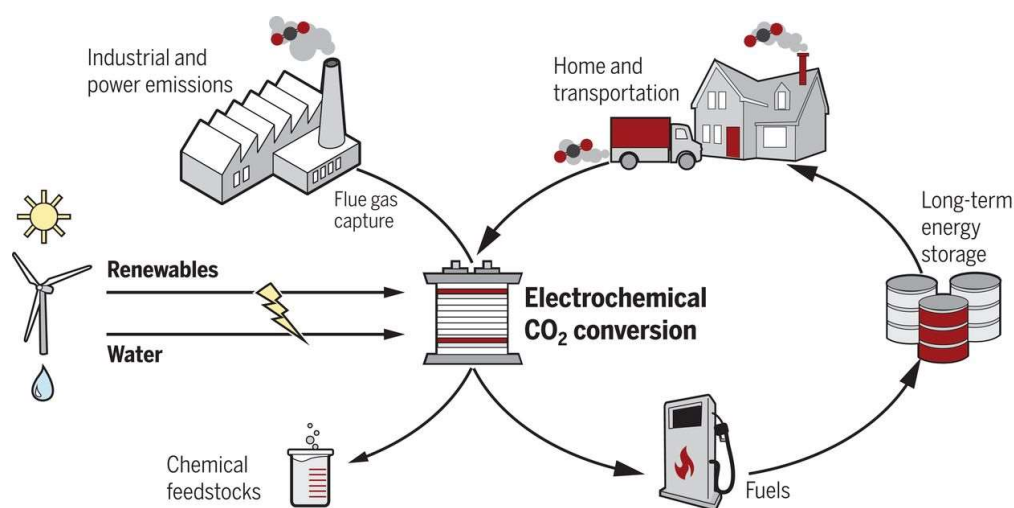 Industrial and
power emissions
Home and
transportation
Flue gas
capture
Long-term
energy
storage
Renewables
Electrochemical
CO₂ conversion
Water
Chemical
feedstocks
Fuels